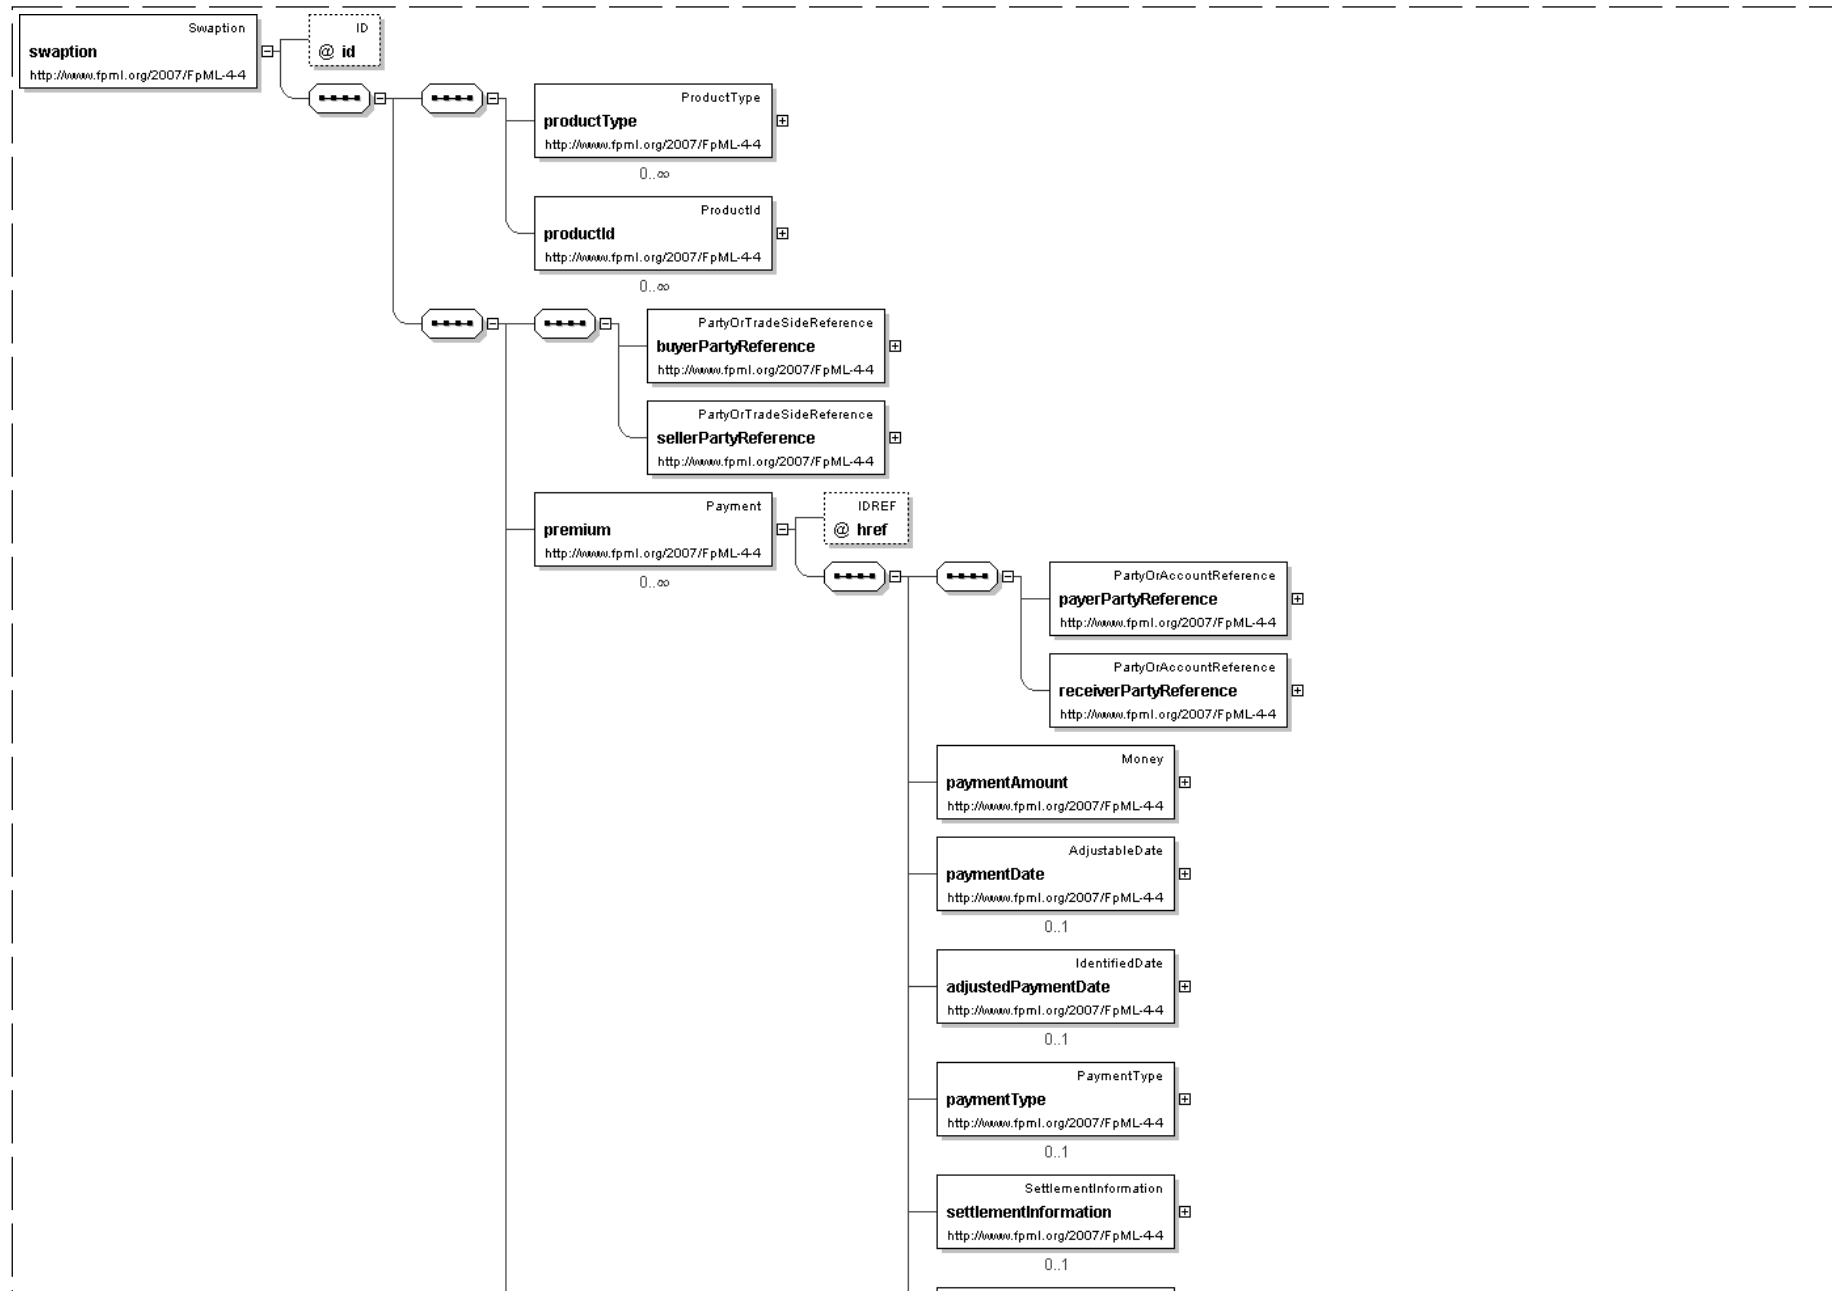 Swaption
swaption
http://www.fpml.org/2007/FpML-4-4
ID
@ id
ProductType
productType
http://www.fpml.org/2007/FpML-4-4
0..∞
ProductId
productId
http://www.fpml.org/2007/FpML-4-4
0..∞
PartyOrTradeSideReference
buyerPartyReference
http://www.fpml.org/2007/FpML-4-4
PartyOrTradeSideReference
sellerPartyReference
http://www.fpml.org/2007/FpML-4-4
Payment
premium
http://www.fpml.org/2007/FpML-4-4
0..∞
IDREF
@ href
PartyOrAccountReference
payerPartyReference
http://www.fpml.org/2007/FpML-4-4
PartyOrAccountReference
receiverPartyReference
http://www.fpml.org/2007/FpML-4-4
Money
paymentAmount
http://www.fpml.org/2007/FpML-4-4
AdjustableDate
paymentDate
http://www.fpml.org/2007/FpML-4-4
0..1
IdentifiedDate
adjustedPaymentDate
http://www.fpml.org/2007/FpML-4-4
0..1
PaymentType
paymentType
http://www.fpml.org/2007/FpML-4-4
0..1
SettlementInformation
settlementInformation
http://www.fpml.org/2007/FpML-4-4
0..1